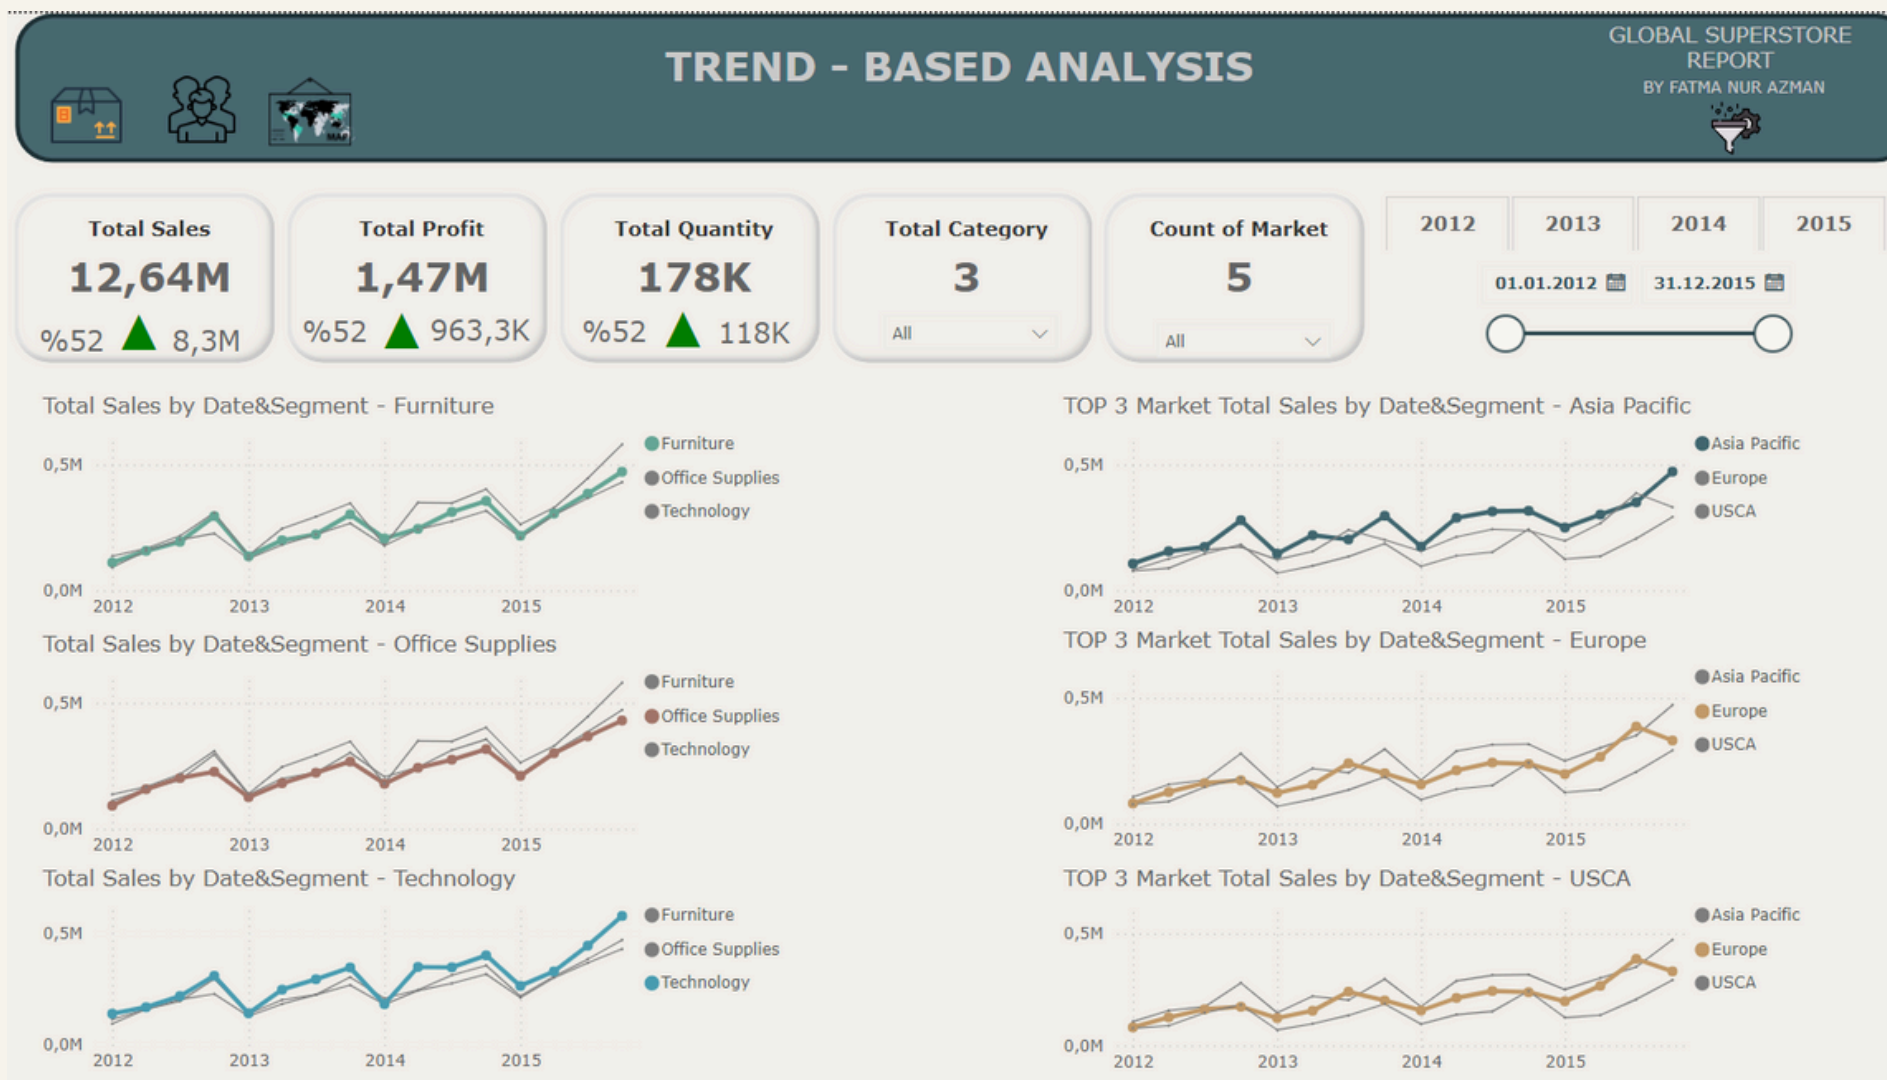 TREND - BASED ANALYSIS
GLOBAL SUPERSTORE
REPORT
BY FATMA NUR AZMAN
MAP
Total Sales
12,64M
%52 8,3M
Total Profit
1,47M
%52 963,3K
Total Quantity
178K
%52 118K
Total Category
3
All
Count of Market
5
All
2012 2013 2014 2015
01.01.2012 31.12.2015
Total Sales by Date&Segment - Furniture
0,5M
0,0M
2012 2013 2014 2015
Furniture
Office Supplies
Technology
TOP 3 Market Total Sales by Date&Segment - Asia Pacific
0,5M
0,0M
2012 2013 2014 2015
Asia Pacific
Europe
USCA
Total Sales by Date&Segment - Office Supplies
0,5M
0,0M
2012 2013 2014 2015
Furniture
Office Supplies
Technology
TOP 3 Market Total Sales by Date&Segment - Europe
0,5M
0,0M
2012 2013 2014 2015
Asia Pacific
Europe
USCA
Total Sales by Date&Segment - Technology
0,5M
0,0M
2012 2013 2014 2015
Furniture
Office Supplies
Technology
TOP 3 Market Total Sales by Date&Segment - USCA
0,5M
0,0M
2012 2013 2014 2015
Asia Pacific
Europe
USCA